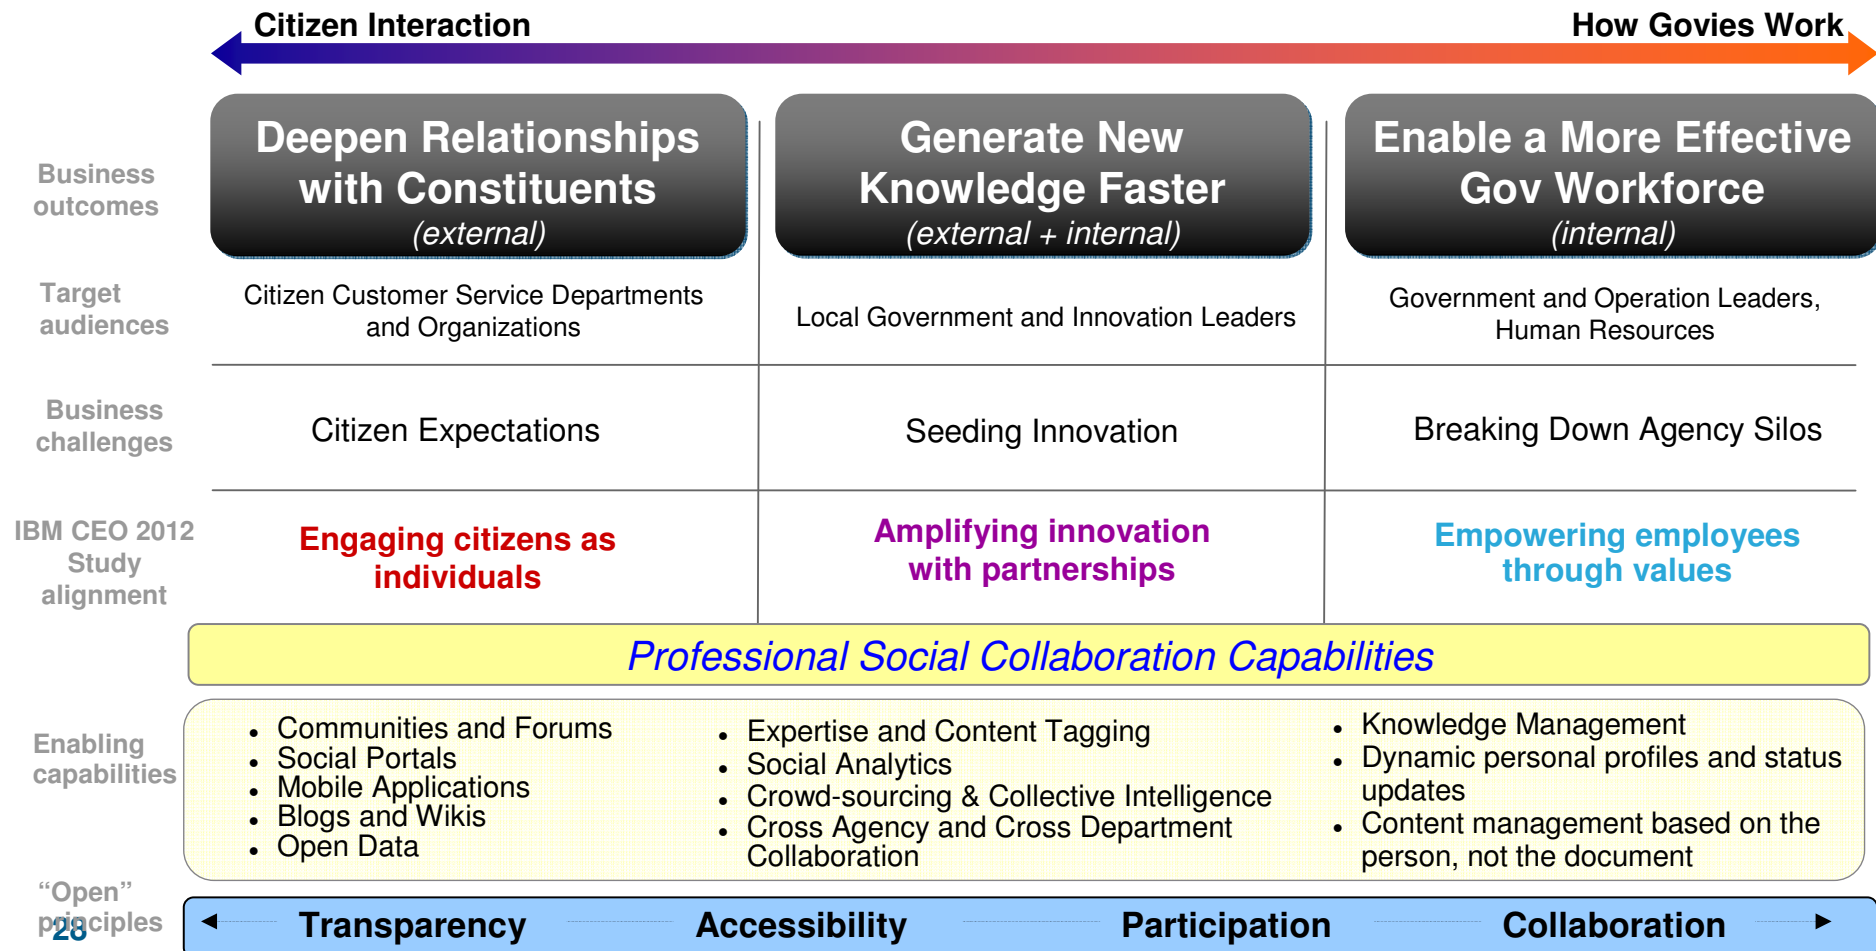 Citizen Interaction
How Govies Work
Business
outcomes
Deepen Relationships
with Constituents
(external)
Generate New
Knowledge Faster
(external + internal)
Enable a More Effective
Gov Workforce
(internal)
Target
audiences
Citizen Customer Service Departments
and Organizations
Local Government and Innovation Leaders
Government and Operation Leaders,
Human Resources
Business
challenges
Citizen Expectations
Seeding Innovation
Breaking Down Agency Silos
IBM CEO 2012
Study
alignment
Engaging citizens as
individuals
Amplifying innovation
with partnerships
Empowering employees
through values
Professional Social Collaboration Capabilities
Enabling
capabilities
• Communities and Forums
• Social Portals
• Mobile Applications
• Blogs and Wikis
• Open Data
• Expertise and Content Tagging
• Social Analytics
• Crowd-sourcing & Collective Intelligence
• Cross Agency and Cross Department
Collaboration
• Knowledge Management
• Dynamic personal profiles and status
updates
• Content management based on the
person, not the document
“Open”
principles
28
Transparency
Accessibility
Participation
Collaboration